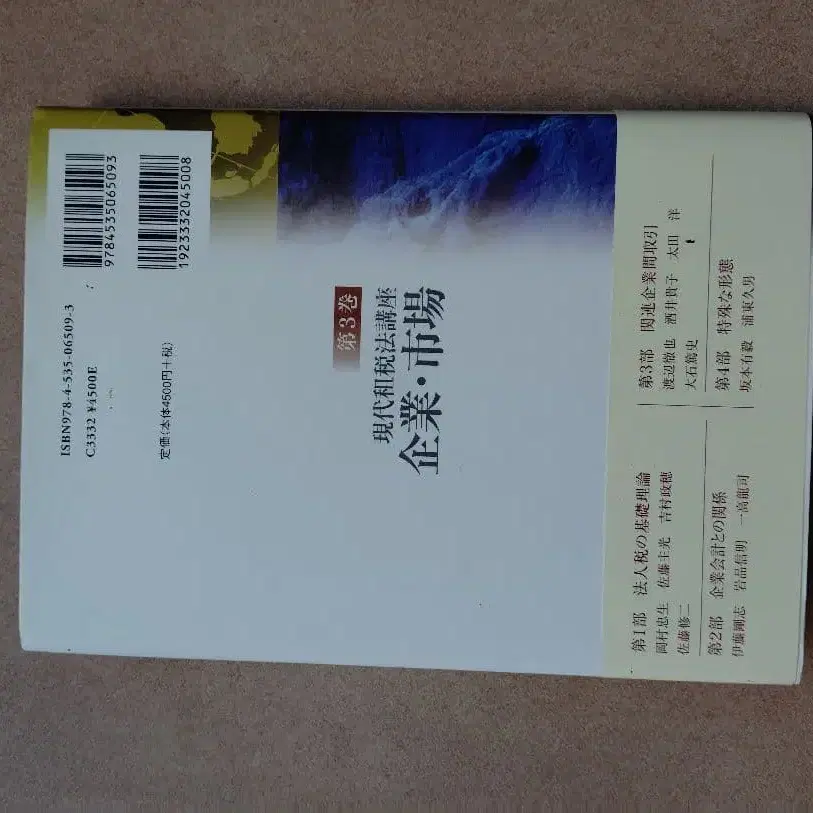 9784535065093
1923332045008
ISBN978-4-535-06509-3
C3332 ¥4500E
定価(本体4500円+税)
第3巻
現代租税法講座
企業・市場
第1部 法人税の基礎理論
岡村忠生 佐藤主光 吉村政穂
佐藤修二
第2部 企業会計との関係
伊藤剛志 岩品信明 一高龍司
第3部 関連企業間取引
渡辺徹也 酒井貴子 太田 洋
大石篤史
第4部 特殊な形態
坂本有毅 浦東久男